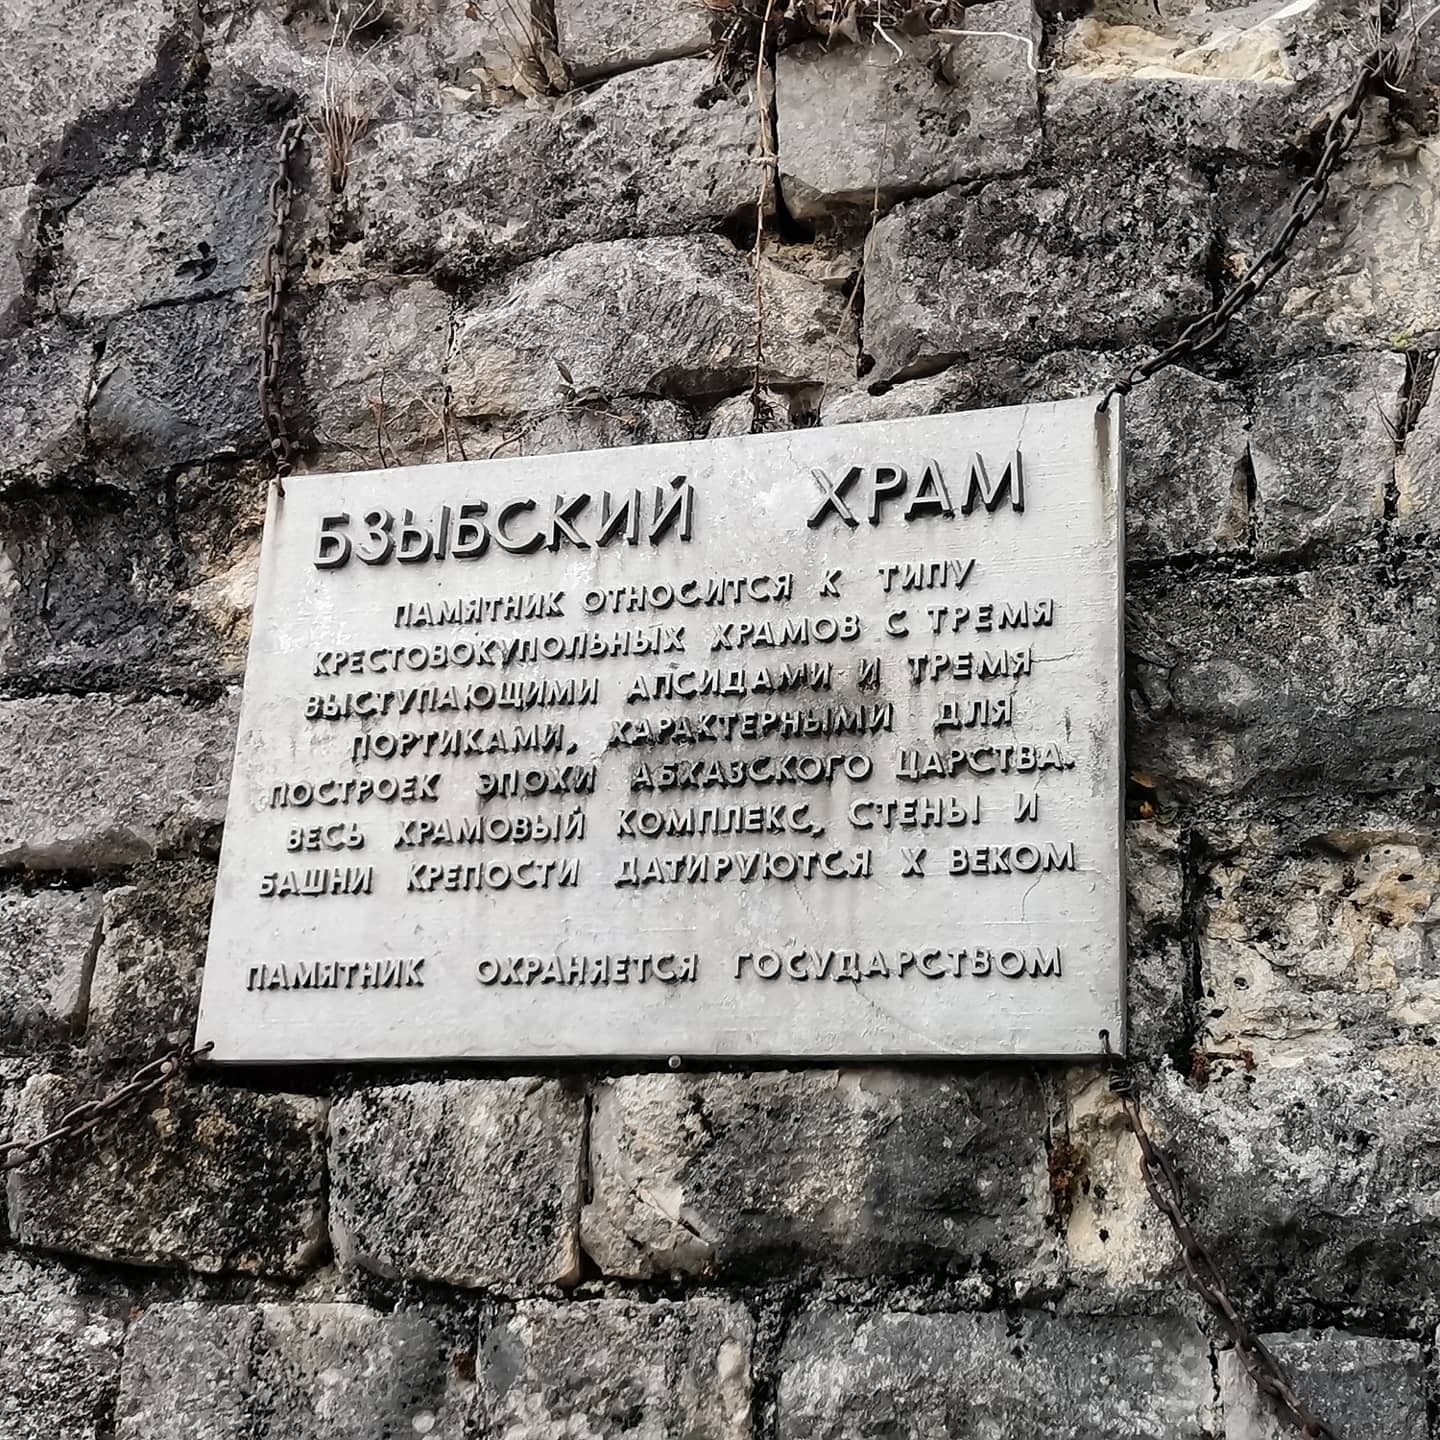 БЗЫБСКИЙ ХРАМ
ПАМЯТНИК ОТНОСИТСЯ К ТИПУ
КРЕСТОВОКУПОЛЬНЫХ ХРАМОВ С ТРЕМЯ
ВЫСТУПАЮЩИМИ АПСИДАМИ И ТРЕМЯ
ПОРТИКАМИ, ХАРАКТЕРНЫМИ ДЛЯ
ПОСТРОЕК ЭПОХИ АБХАЗСКОГО ЦАРСТВА.
ВЕСЬ ХРАМОВЫЙ КОМПЛЕКС, СТЕНЫ И
БАШНИ КРЕПОСТИ ДАТИРУЮТСЯ X ВЕКОМ
ПАМЯТНИК ОХРАНЯЕТСЯ ГОСУДАРСТВОМ